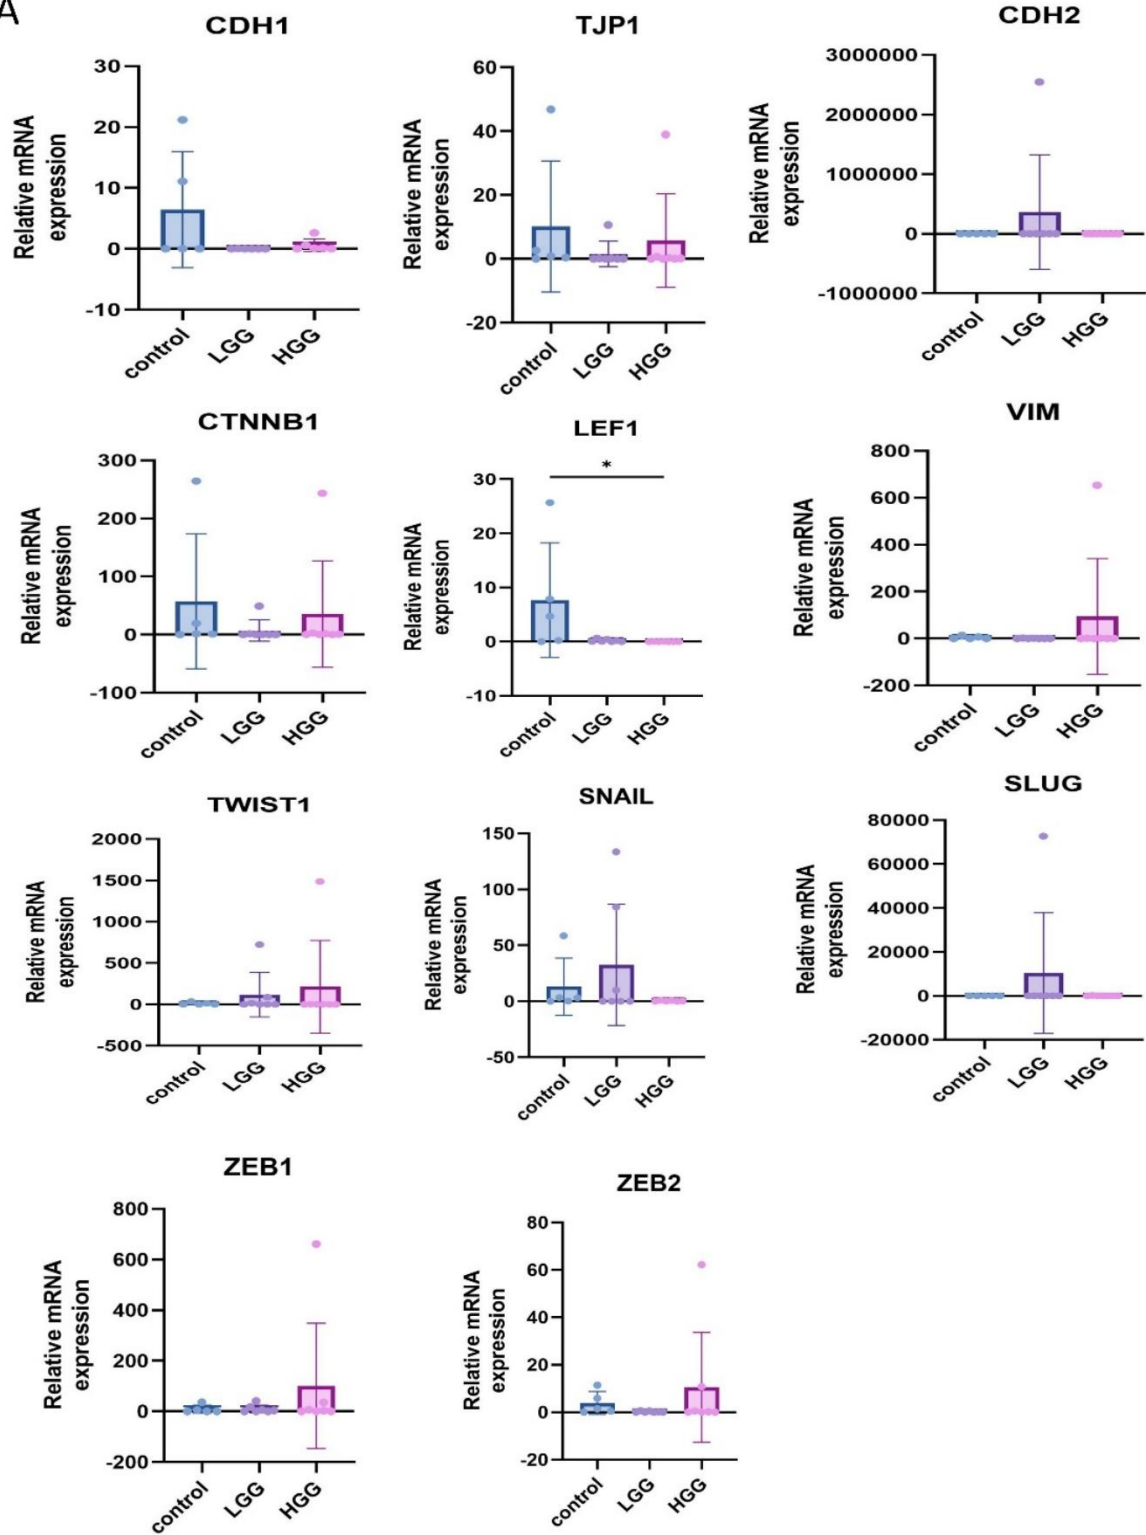 A
CDH1
Relative mRNA
expression
30
20
10
0
-10
control
LGG
HGG
TJP1
Relative mRNA
expression
60
40
20
0
-20
control
LGG
HGG
CDH2
Relative mRNA
expression
3000000
2000000
1000000
0
-1000000
control
LGG
HGG
CTNNB1
Relative mRNA
expression
300
200
100
0
-100
control
LGG
HGG
LEF1
*
Relative mRNA
expression
30
20
10
0
-10
control
LGG
HGG
VIM
Relative mRNA
expression
800
600
400
200
0
-200
control
LGG
HGG
TWIST1
Relative mRNA
expression
2000
1500
1000
500
0
-500
control
LGG
HGG
SNAIL
Relative mRNA
expression
150
100
50
0
-50
control
LGG
HGG
SLUG
Relative mRNA
expression
80000
60000
40000
20000
0
-20000
control
LGG
HGG
ZEB1
Relative mRNA
expression
800
600
400
200
0
-200
control
LGG
HGG
ZEB2
Relative mRNA
expression
80
60
40
20
0
-20
control
LGG
HGG